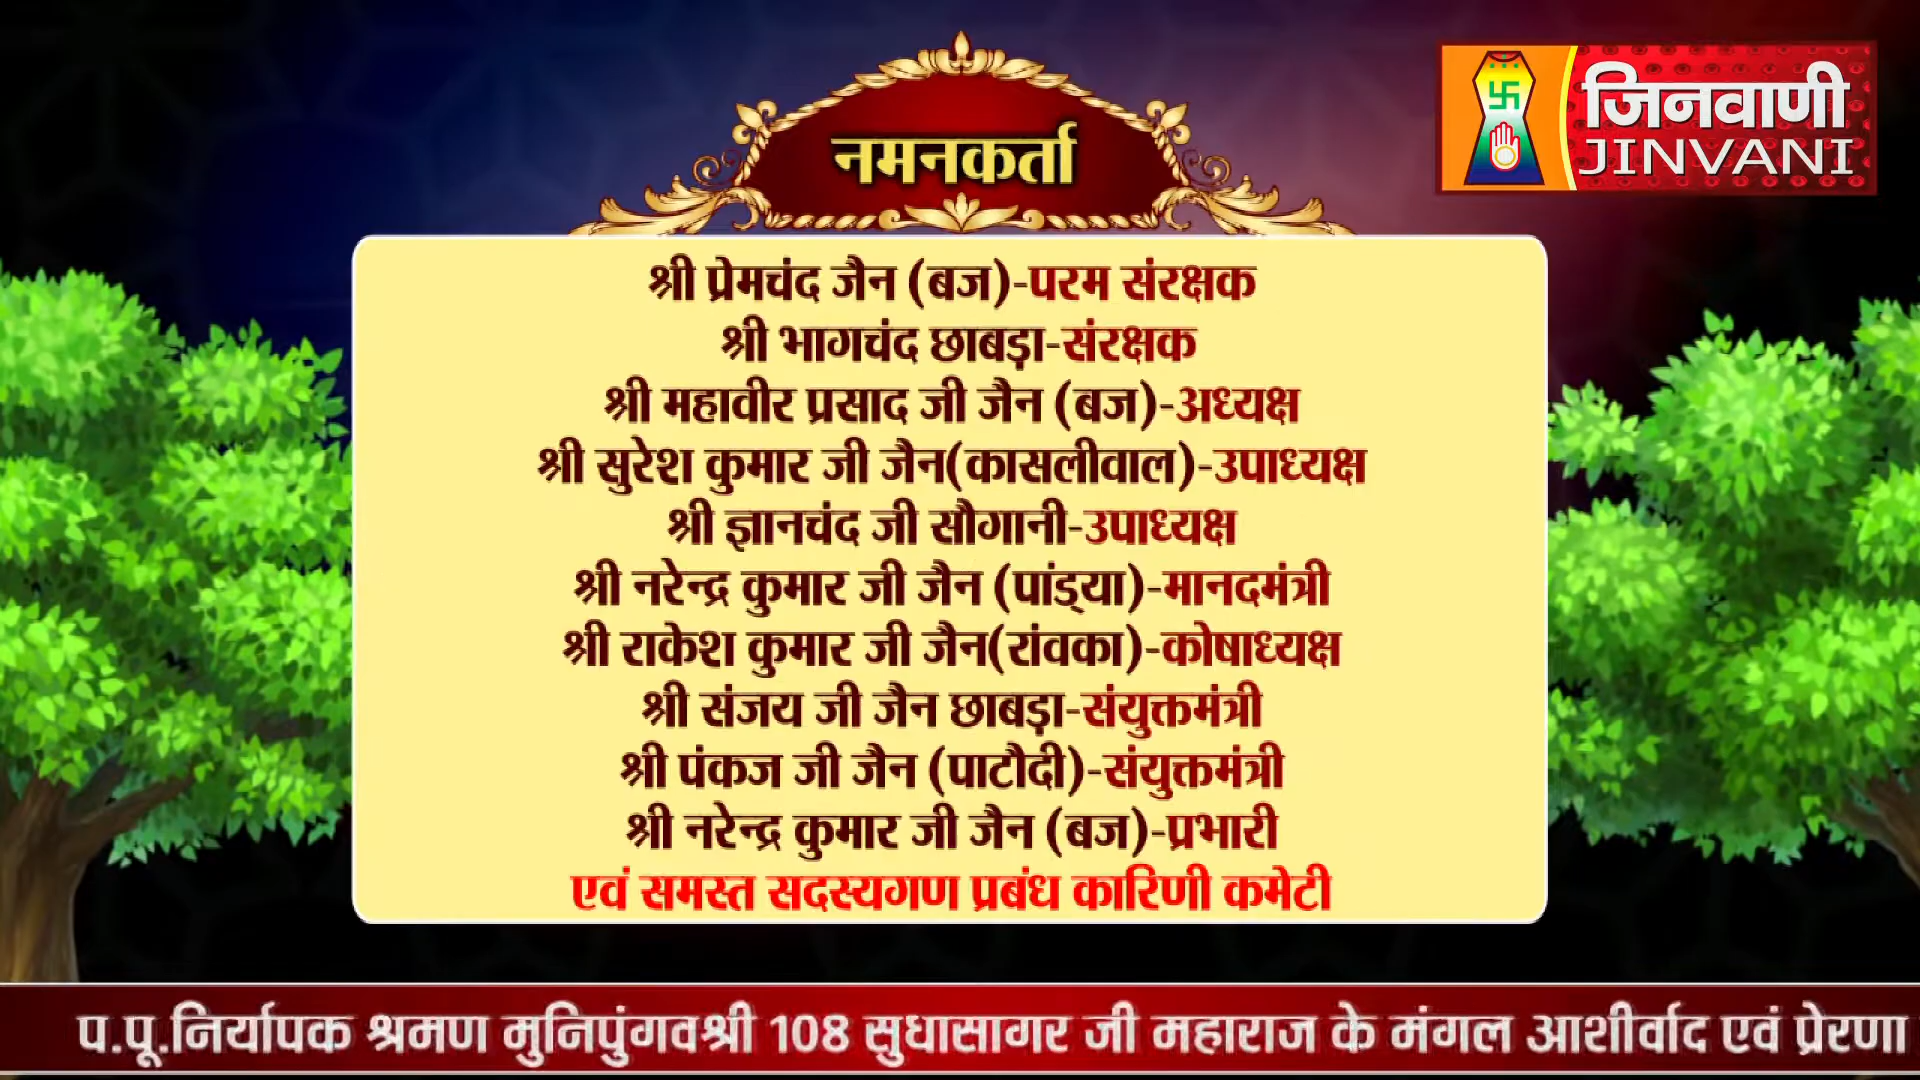 नमनकर्ता
जिनवाणी
JINVANI
श्री प्रेमचंद जैन (बज)-परम संरक्षक
श्री भागचंद छाबड़ा-संरक्षक
श्री महावीर प्रसाद जी जैन (बज)-अध्यक्ष
श्री सुरेश कुमार जी जैन(कासलीवाल)-उपाध्यक्ष
श्री ज्ञानचंद जी सौगानी-उपाध्यक्ष
श्री नरेन्द्र कुमार जी जैन (पांड्या)-मानदमंत्री
श्री राकेश कुमार जी जैन(रांवका)-कोषाध्यक्ष
श्री संजय जी जैन छाबड़ा-संयुक्तमंत्री
श्री पंकज जी जैन (पाटौदी)-संयुक्तमंत्री
श्री नरेन्द्र कुमार जी जैन (बज)-प्रभारी
एवं समस्त सदस्यगण प्रबंध कारिणी कमेटी
प.पू.निर्यापक श्रमण मुनिपुंगवश्री 108 सुधासागर जी महाराज के मंगल आशीर्वाद एवं प्रेरणा